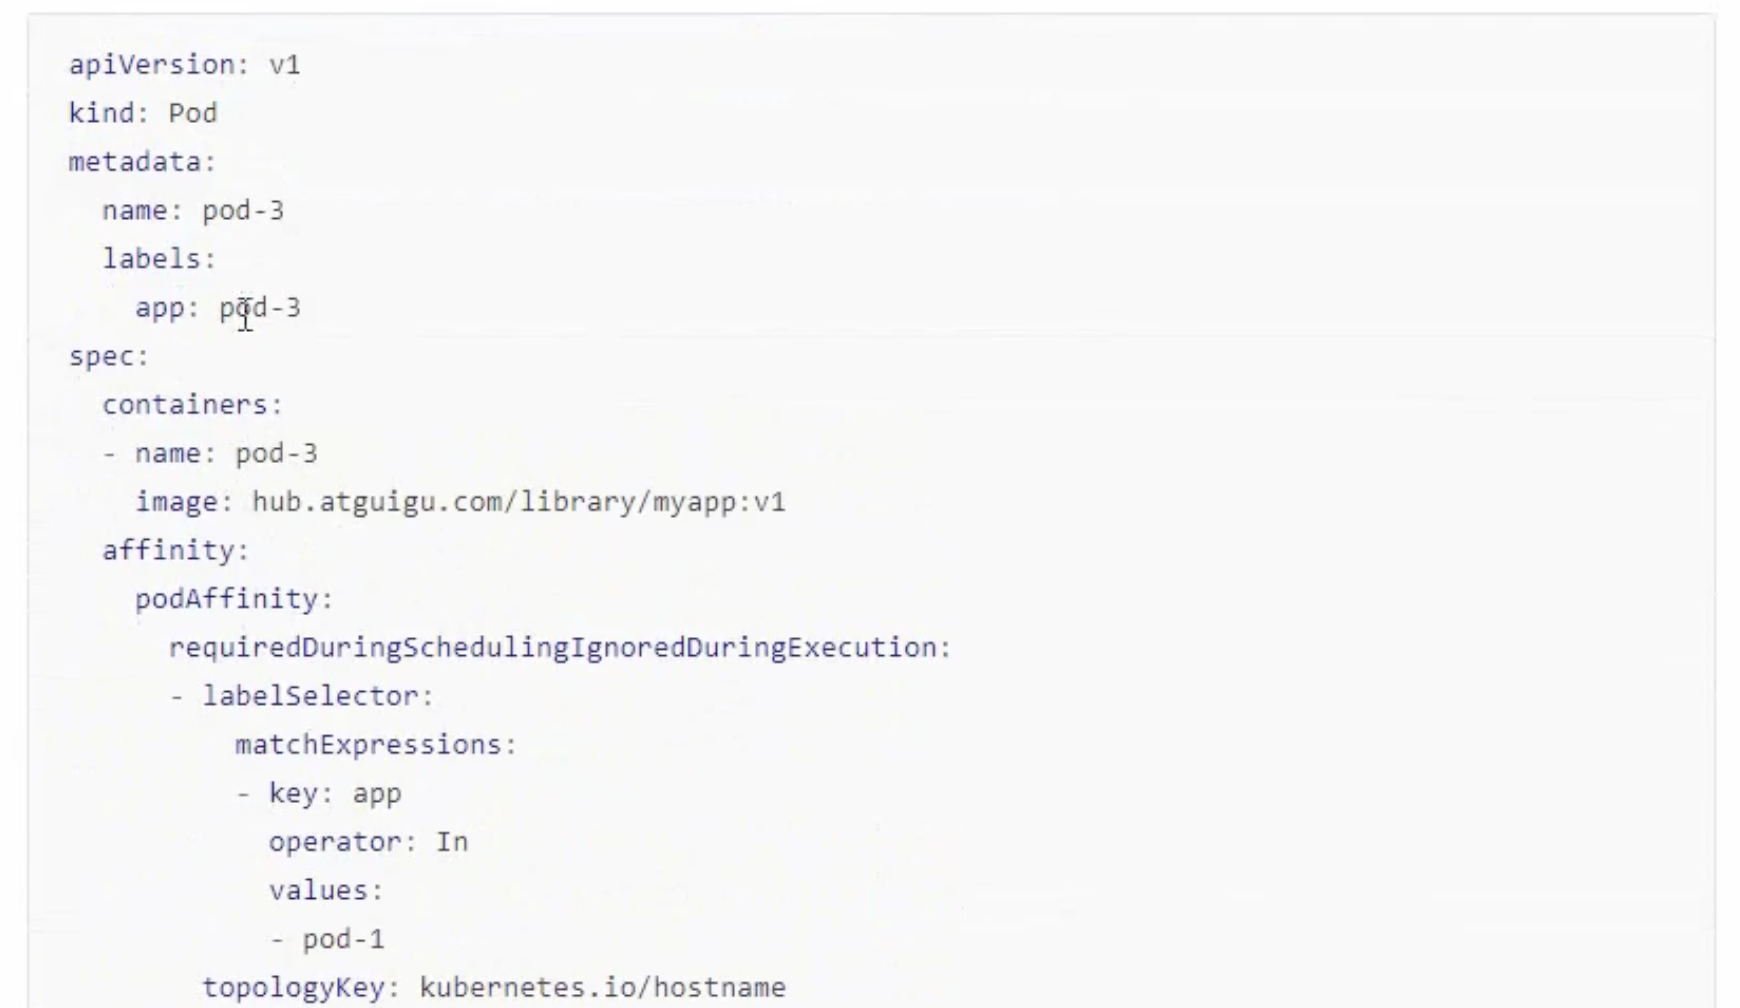 apiVersion: v1
kind: Pod
metadata:
  name: pod-3
  labels:
    app: pod-3
spec:
  containers:
  - name: pod-3
    image: hub.atguigu.com/library/myapp:v1
  affinity:
    podAffinity:
      requiredDuringSchedulingIgnoredDuringExecution:
      - labelSelector:
          matchExpressions:
          - key: app
            operator: In
            values:
            - pod-1
        topologyKey: kubernetes.io/hostname